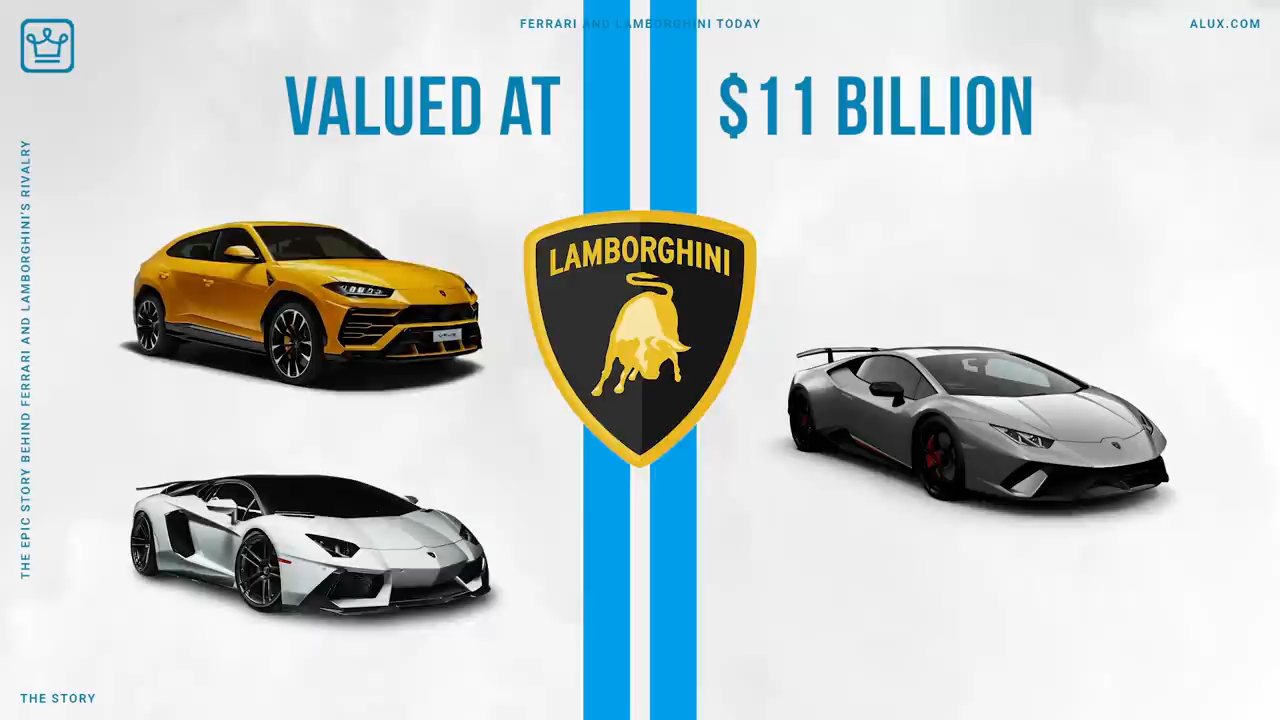 FERRARI AND LAMBORGHINI TODAY
ALUX.COM
VALUED AT $11 BILLION
LAMBORGHINI
THE EPIC STORY BEHIND FERRARI AND LAMBORGHINI'S RIVALRY
THE STORY